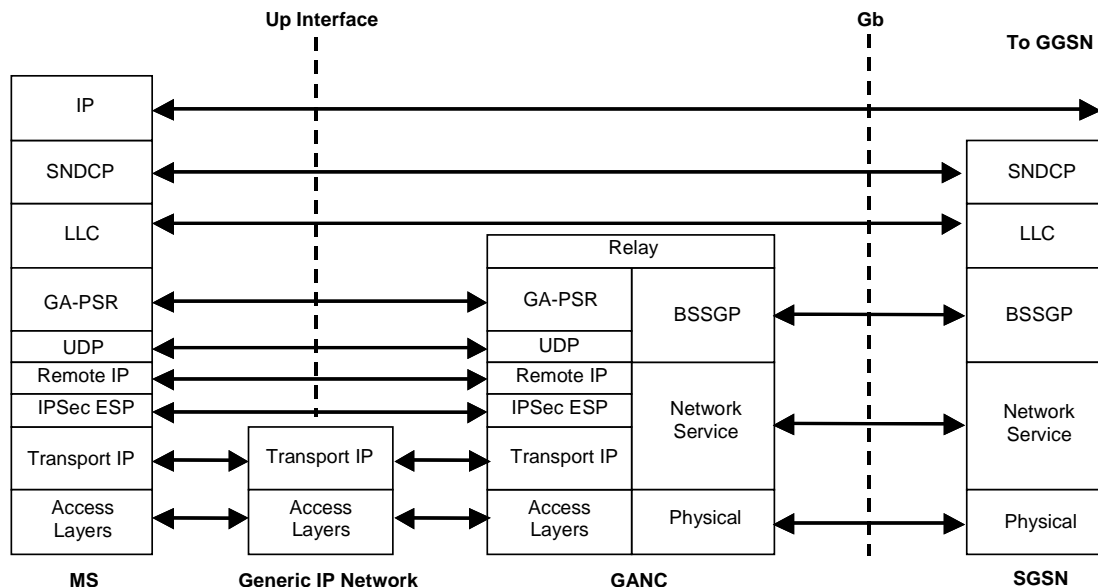 Up Interface
Gb
To GGSN
IP
SNDCP
SNDCP
LLC
LLC
Relay
GA-PSR
GA-PSR
BSSGP
BSSGP
UDP
UDP
Remote IP
Remote IP
IPSec ESP
IPSec ESP
Network
Service
Network
Service
Transport IP
Transport IP
Transport IP
Access
Layers
Access
Layers
Access
Layers
Physical
Physical
MS
Generic IP Network
GANC
SGSN